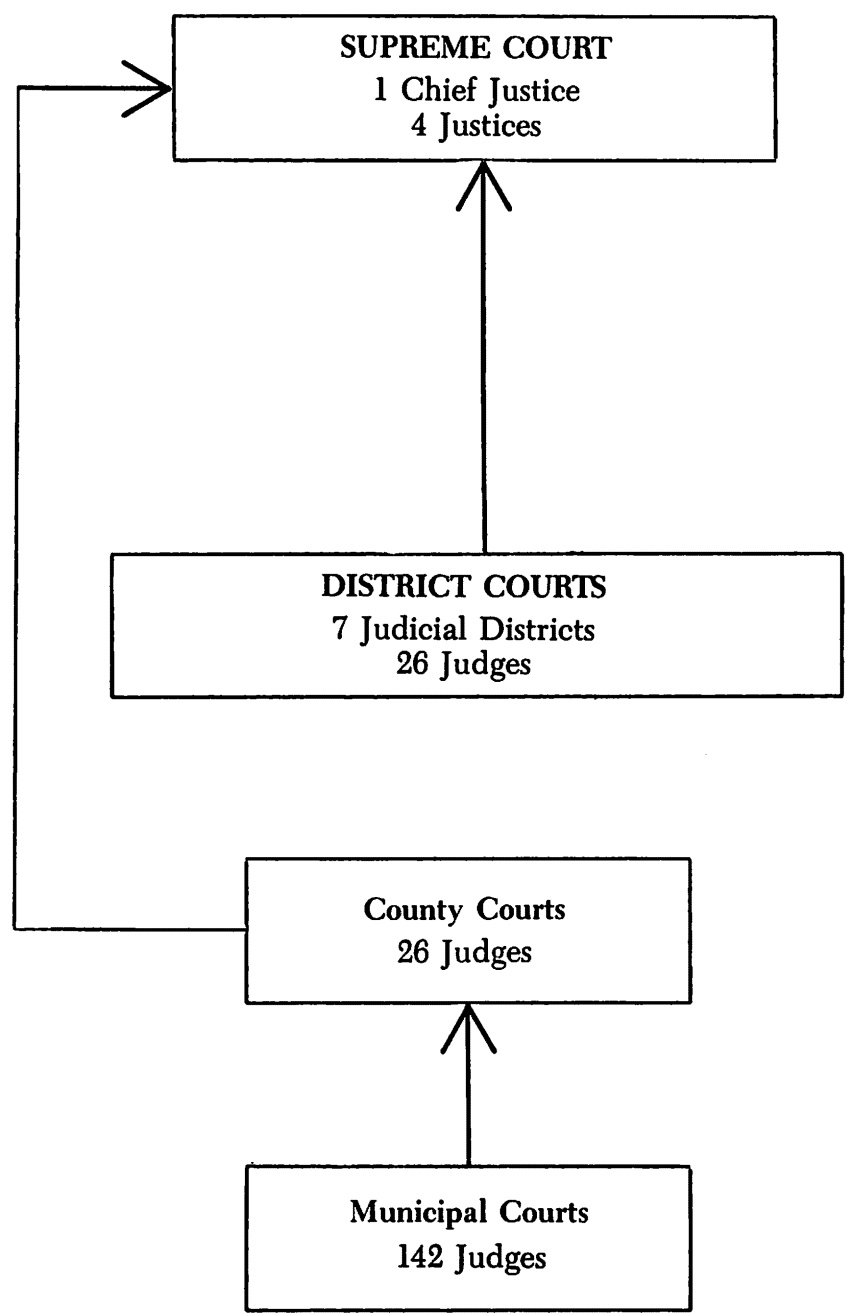 SUPREME COURT
1 Chief Justice
4 Justices
DISTRICT COURTS
7 Judicial Districts
26 Judges
County Courts
26 Judges
Municipal Courts
142 Judges